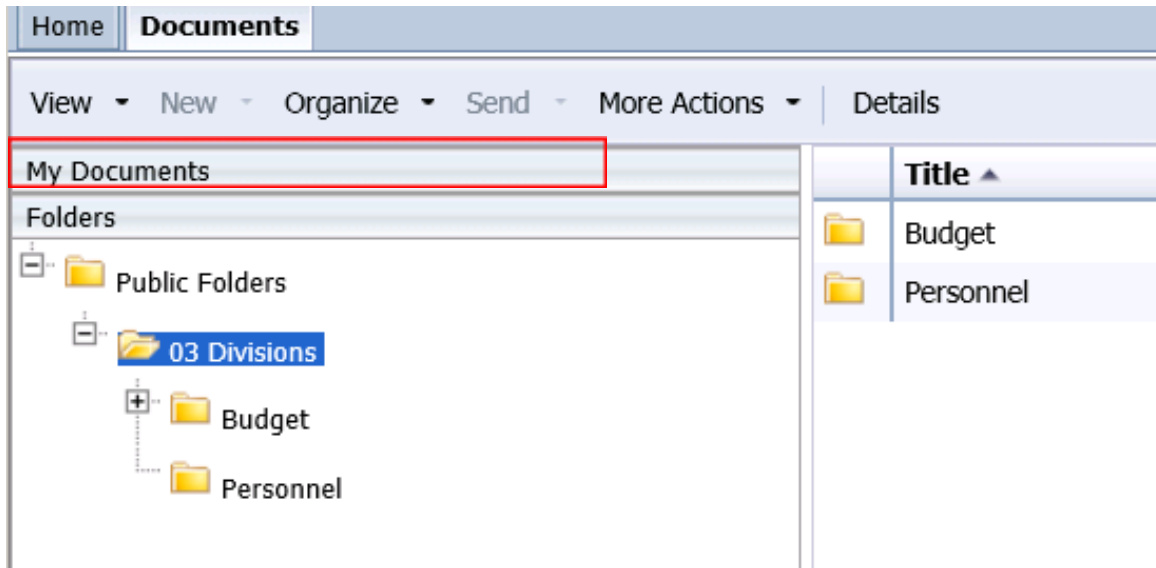 Home Documents
View New Organize Send More Actions Details
My Documents
Folders
Public Folders
03 Divisions
Budget
Personnel
Title
Budget
Personnel